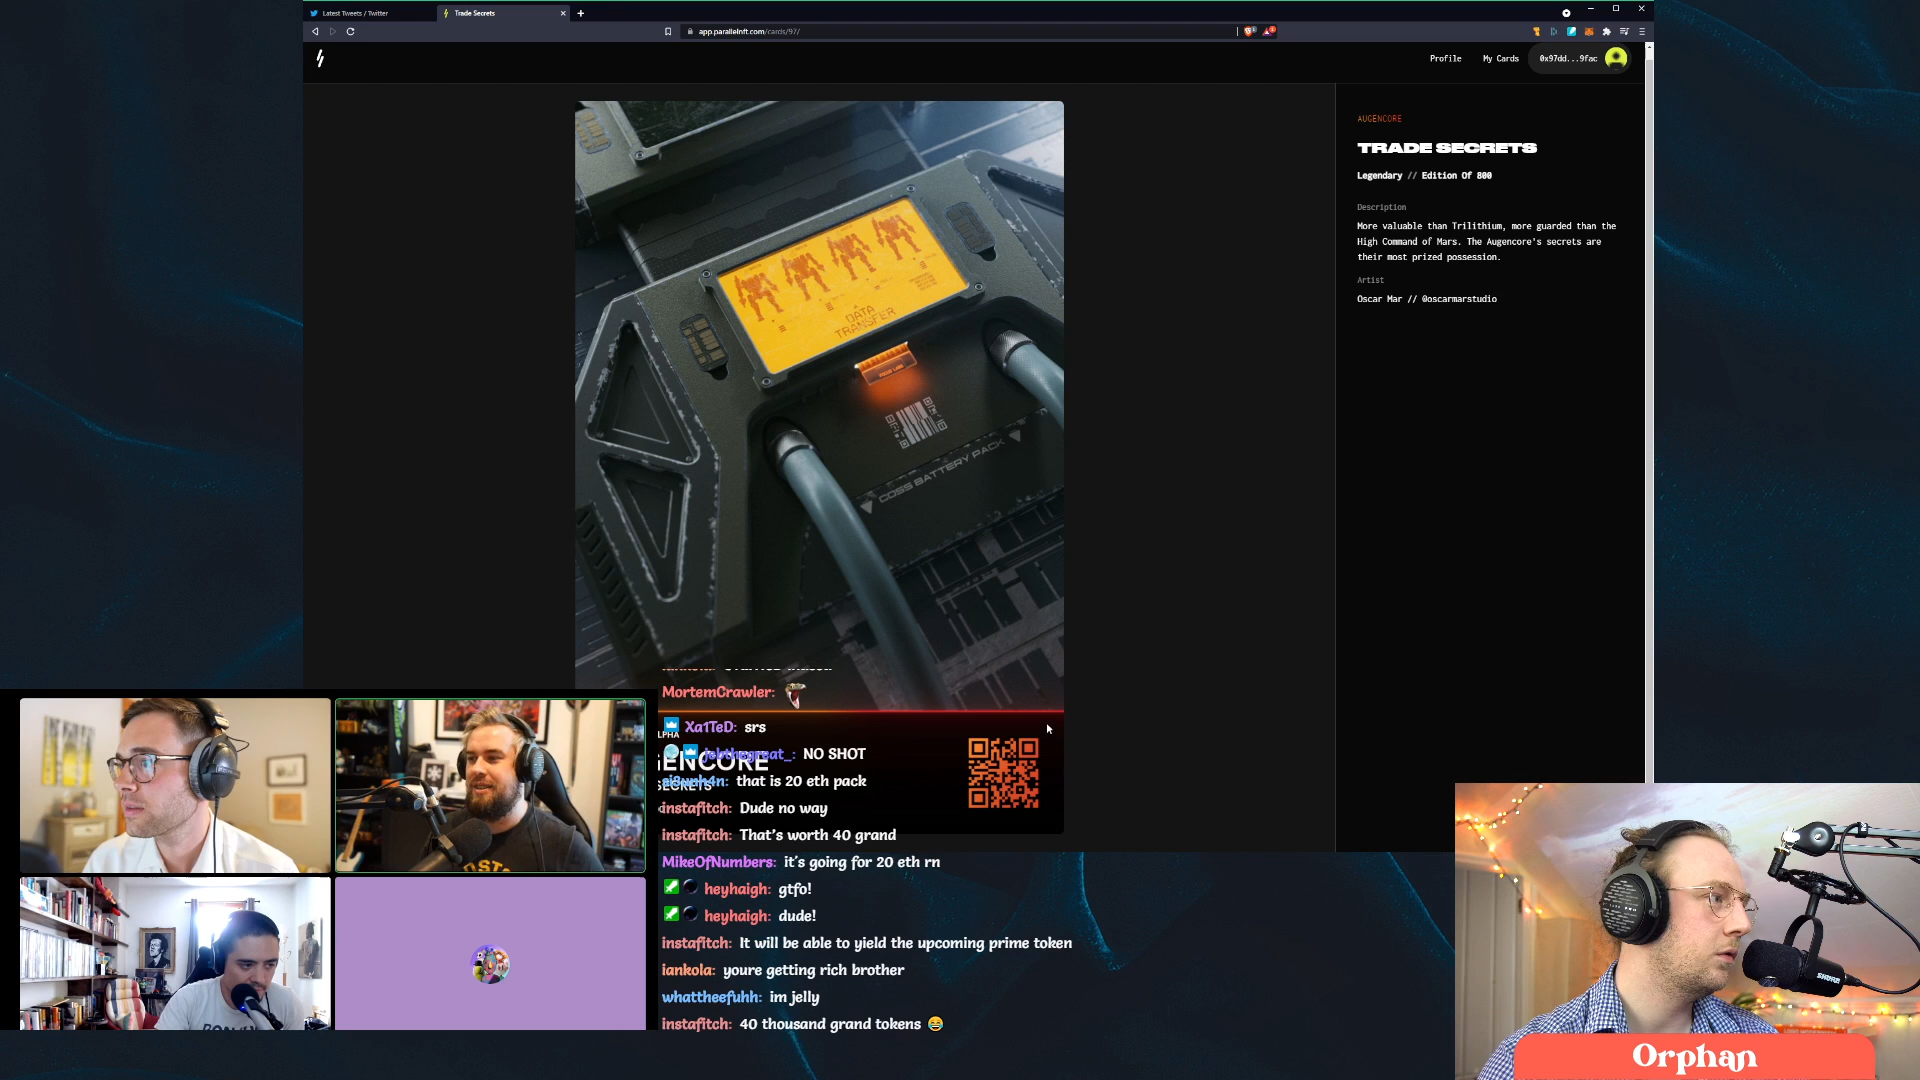 Latest Tweets / Twitter
Trade Secrets
app.parallelnft.com/cards/97/
Profile
My Cards
0x97dd...9fac
AUGENCORE
TRADE SECRETS
Legendary // Edition Of 800
Description
More valuable than Trilithium, more guarded than the
High Command of Mars. The Augencore's secrets are
their most prized possession.
Artist
Oscar Mar // @oscarmarstudio
DATA
TRANSFER
COSS BATTERY PACK
MortemCrawler:
LPHA
Xa1TeD: srs
ENCORE
jobthegreat_: NO SHOT
SECRETS
that is 20 eth pack
instafitch: Dude no way
instafitch: That's worth 40 grand
MikeOfNumbers: it's going for 20 eth rn
heyhaigh: gtfo!
heyhaigh: dude!
instafitch: It will be able to yield the upcoming prime token
iankola: youre getting rich brother
whattheefuhh: im jelly
instafitch: 40 thousand grand tokens 😂
SHURE
Orphan